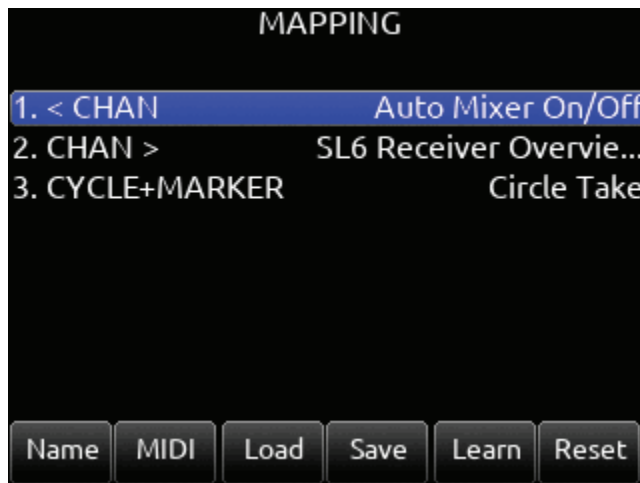 MAPPING
1. < CHAN Auto Mixer On/Off
2. CHAN > SL6 Receiver Overvie...
3. CYCLE+MARKER Circle Take
Name MIDI Load Save Learn Reset